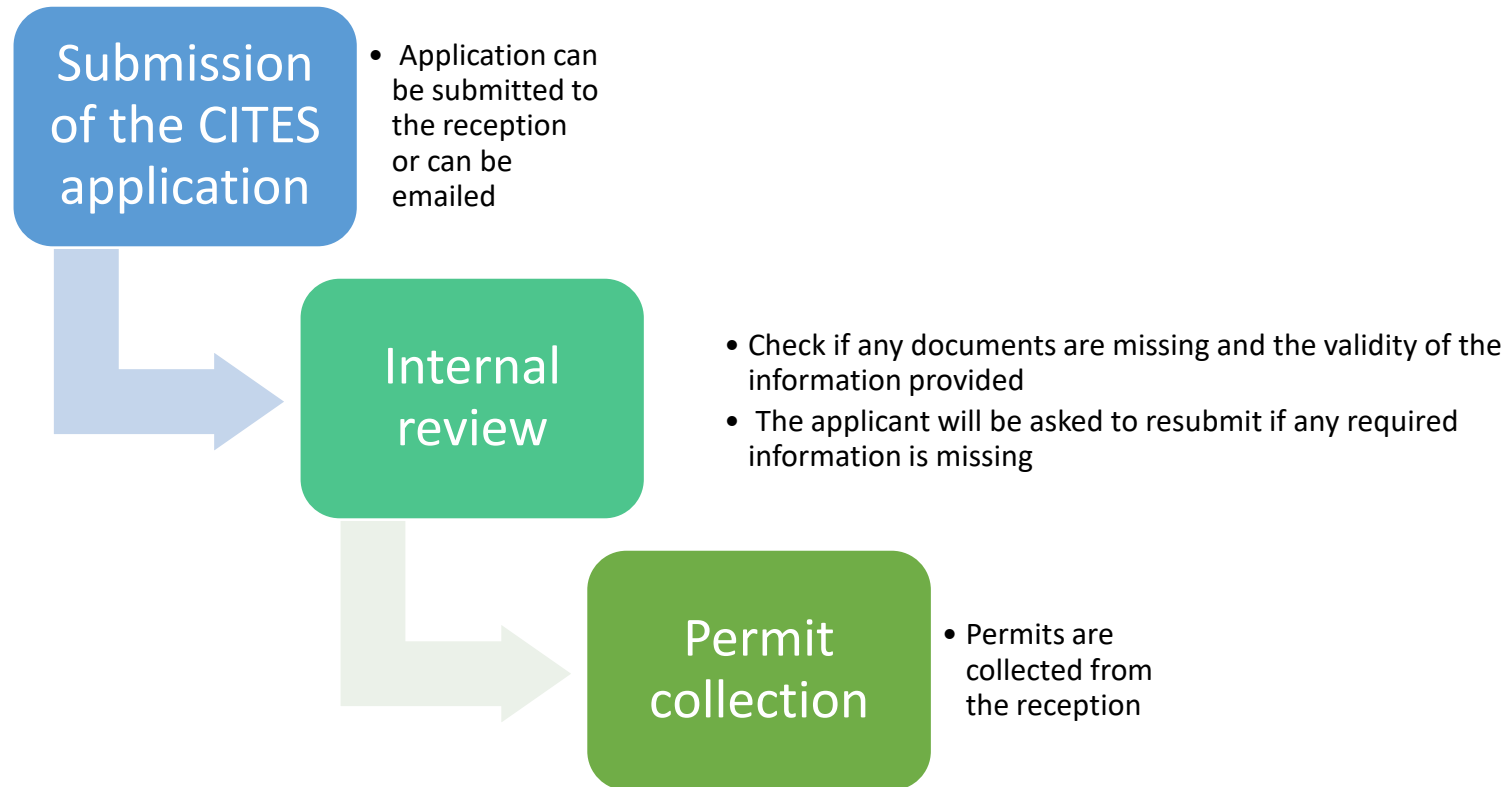 Submission
of the CITES
application
• Application can
be submitted to
the reception
or can be
emailed
Internal
review
• Check if any documents are missing and the validity of the
information provided
• The applicant will be asked to resubmit if any required
information is missing
Permit
collection
• Permits are
collected from
the reception